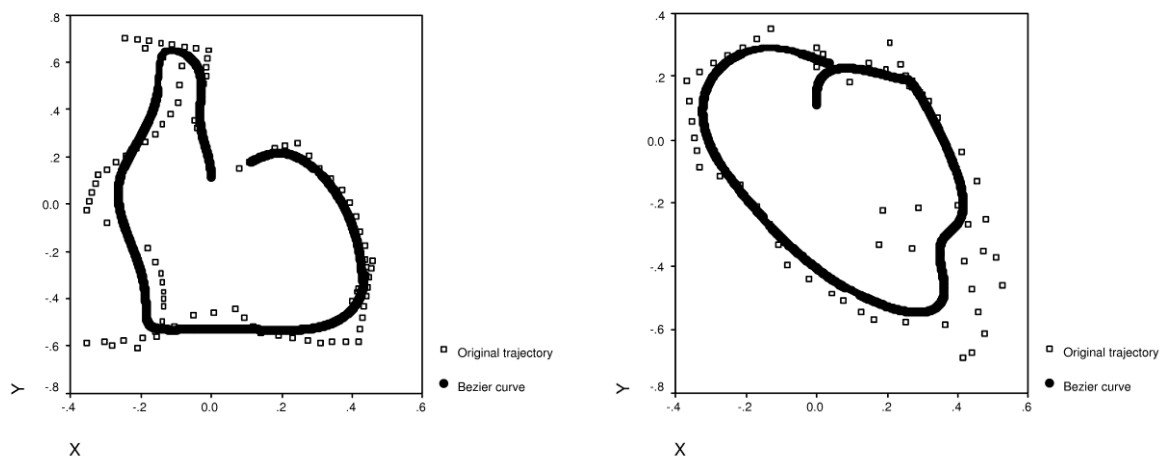 .8
.6
.4
.2
0.0
-.2
-.4
-.6
-.8
Y
-.4 -.2 0.0 .2 .4 .6
X
Original trajectory
Bezier curve
.4
.2
0.0
-.2
-.4
-.6
-.8
Y
-.4 -.2 0.0 .2 .4 .6
X
Original trajectory
Bezier curve